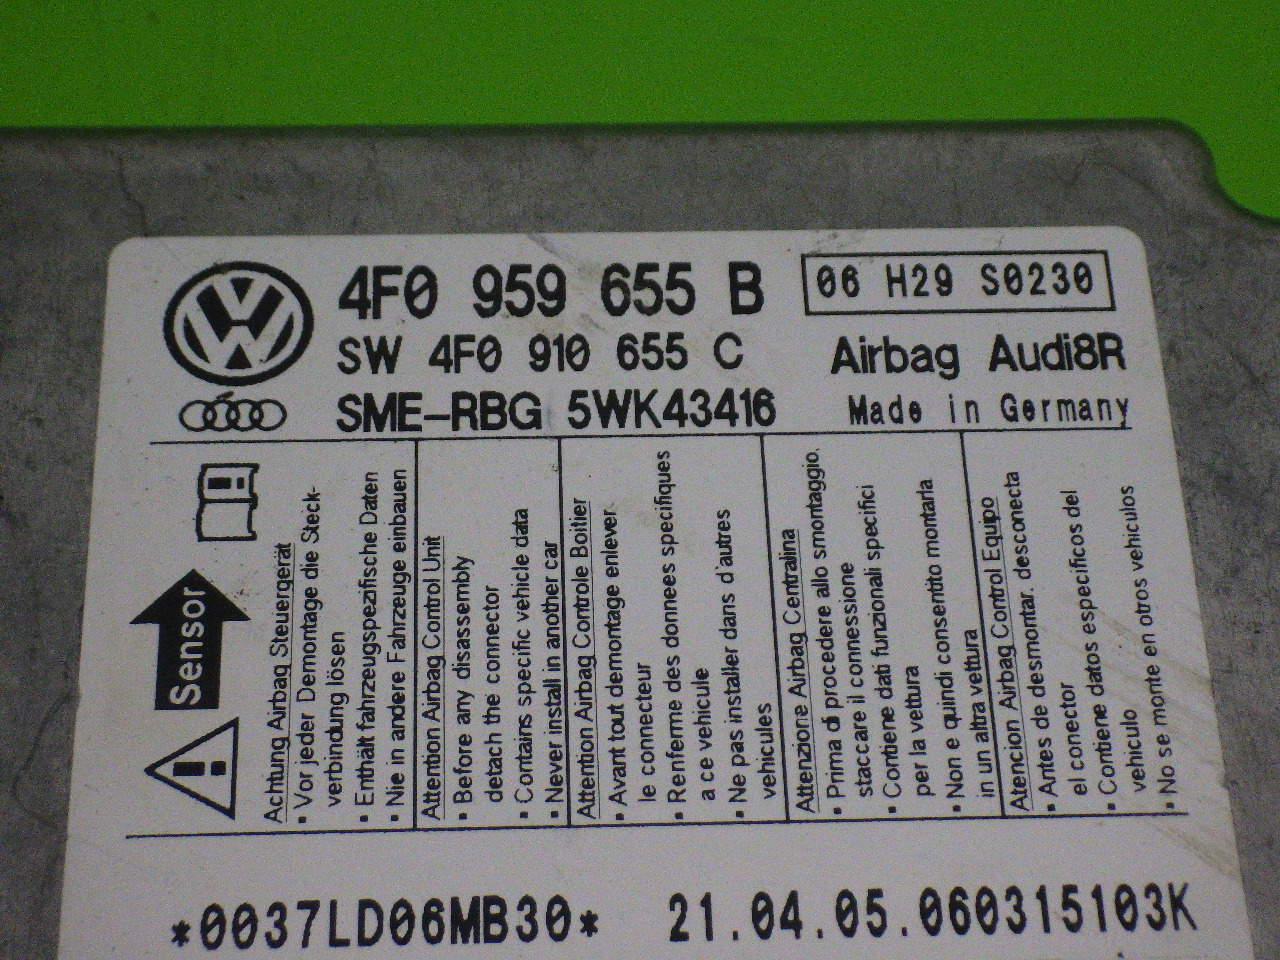 4F0 959 655 B
06 H29 S0230
SW 4F0 910 655 C
Airbag Audi8R
SME-RBG 5WK43416
Made in Germany
Sensor
Achtung Airbag Steuergerät
• Vor jeder Demontage die Steck-
verbindung lösen
• Enthält fahrzeugspezifische Daten
• Nie in andere Fahrzeuge einbauen
Attention Airbag Control Unit
• Before any disassembly
detach the connector
• Contains specific vehicle data
• Never install in another car
Attention Airbag Controle Boitier
• Avant tout demontage enlever
le connecteur
• Renferme des donnees specifiques
a ce vehicule
• Ne pas installer dans d'autres
vehicules
Attenzione Airbag Centralina
• Prima di procedere allo smontaggio,
staccare il connessione
• Contiene dati funzionali specifici
per la vettura
• Non e quindi consentito montarla
in un altra vettura
Atencion Airbag Control Equipo
• Antes de desmontar. desconecta
el conector
• Contiene datos especificos del
vehiculo
• No se monte en otros vehiculos
*0037LD06MB30* 21.04.05.060315103K